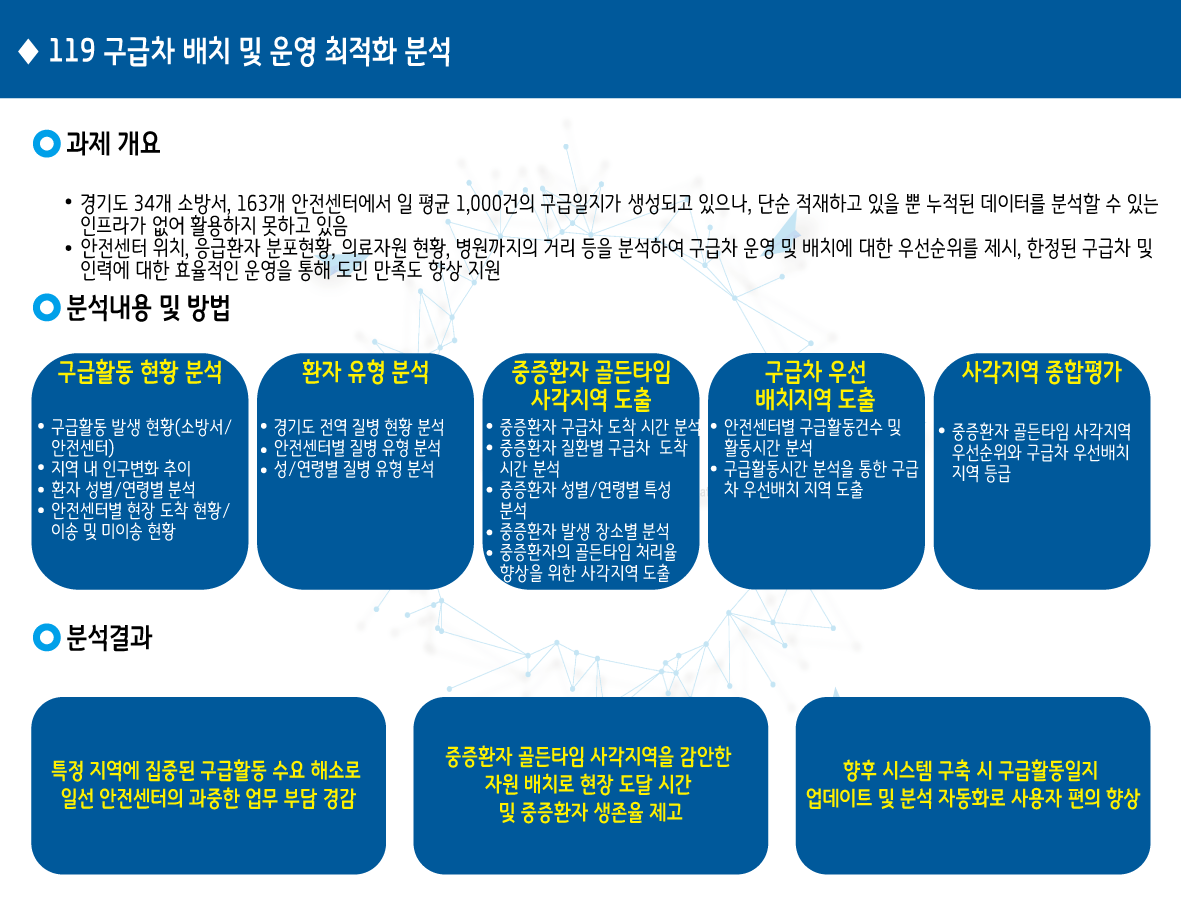 ◆ 119 구급차 배치 및 운영 최적화 분석
과제 개요
• 경기도 34개 소방서, 163개 안전센터에서 일 평균 1,000건의 구급일지가 생성되고 있으나, 단순 적재하고 있을 뿐 누적된 데이터를 분석할 수 있는
인프라가 없어 활용하지 못하고 있음
• 안전센터 위치, 응급환자 분포현황, 의료자원 현황, 병원까지의 거리 등을 분석하여 구급차 운영 및 배치에 대한 우선순위를 제시, 한정된 구급차 및
인력에 대한 효율적인 운영을 통해 도민 만족도 향상 지원
분석내용 및 방법
구급활동 현황 분석
• 구급활동 발생 현황(소방서/
안전센터)
• 지역 내 인구변화 추이
• 환자 성별/연령별 분석
• 안전센터별 현장 도착 현황/
이송 및 미이송 현황
환자 유형 분석
• 경기도 전역 질병 현황 분석
• 안전센터별 질병 유형 분석
• 성/연령별 질병 유형 분석
중증환자 골든타임
사각지역 도출
• 중증환자 구급차 도착 시간 분석
• 중증환자 질환별 구급차 도착
시간 분석
• 중증환자 성별/연령별 특성
분석
• 중증환자 발생 장소별 분석
• 중증환자의 골든타임 처리율
향상을 위한 사각지역 도출
구급차 우선
배치지역 도출
• 안전센터별 구급활동건수 및
활동시간 분석
• 구급활동시간 분석을 통한 구급
차 우선배치 지역 도출
사각지역 종합평가
• 중증환자 골든타임 사각지역
우선순위와 구급차 우선배치
지역 등급
분석결과
특정 지역에 집중된 구급활동 수요 해소로
일선 안전센터의 과중한 업무 부담 경감
중증환자 골든타임 사각지역을 감안한
자원 배치로 현장 도달 시간
및 중증환자 생존율 제고
향후 시스템 구축 시 구급활동일지
업데이트 및 분석 자동화로 사용자 편의 향상